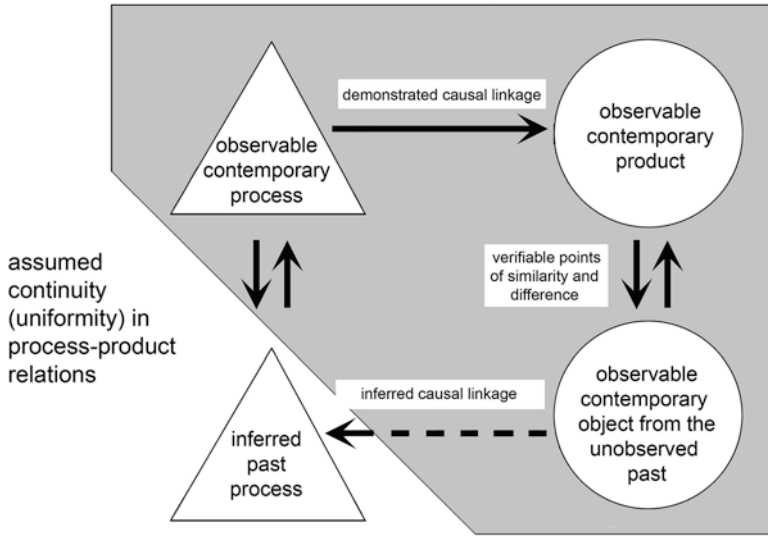 demonstrated causal linkage
observable
contemporary
process
observable
contemporary
product
assumed
continuity
(uniformity) in
process-product
relations
verifiable points
of similarity and
difference
inferred causal linkage
inferred
past
process
observable
contemporary
object from the
unobserved
past